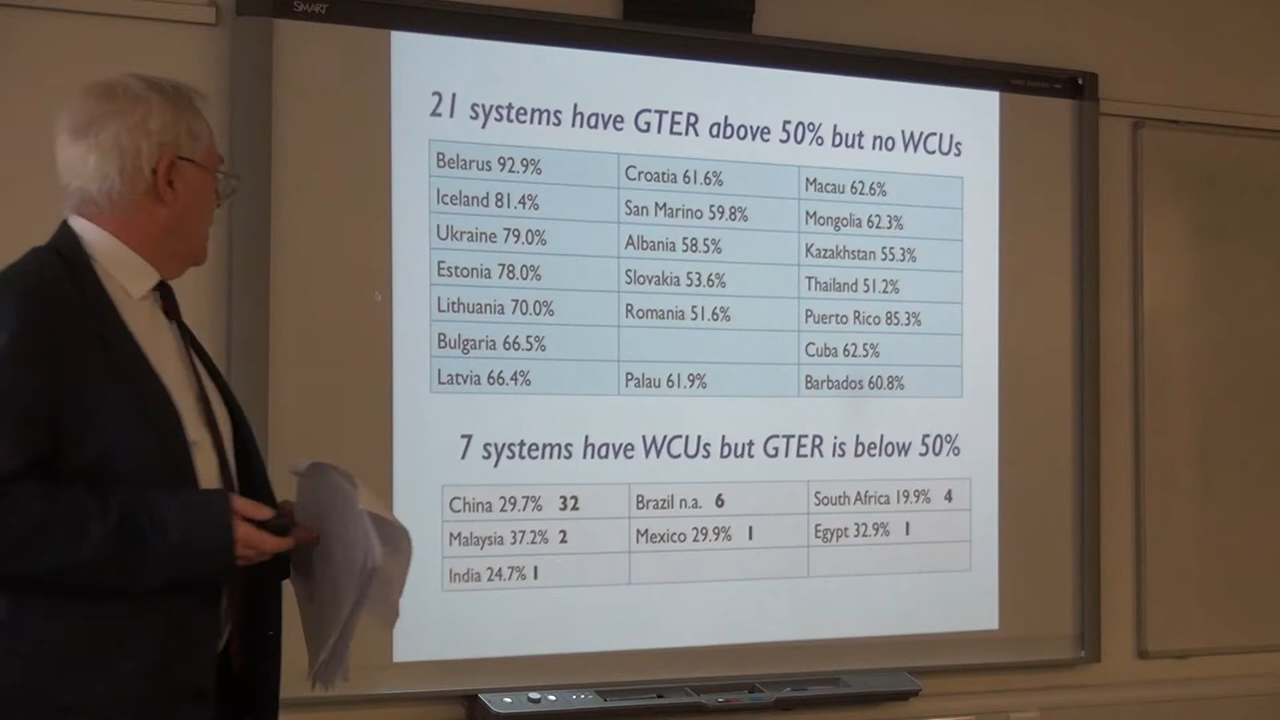 SMART
21 systems have GTER above 50% but no WCUs
Belarus 92.9% Croatia 61.6% Macau 62.6%
Iceland 81.4% San Marino 59.8% Mongolia 62.3%
Ukraine 79.0% Albania 58.5% Kazakhstan 55.3%
Estonia 78.0% Slovakia 53.6% Thailand 51.2%
Lithuania 70.0% Romania 51.6% Puerto Rico 85.3%
Bulgaria 66.5% Cuba 62.5%
Latvia 66.4% Palau 61.9% Barbados 60.8%
7 systems have WCUs but GTER is below 50%
China 29.7% 32 Brazil n.a. 6 South Africa 19.9% 4
Malaysia 37.2% 2 Mexico 29.9% 1 Egypt 32.9% 1
India 24.7% 1